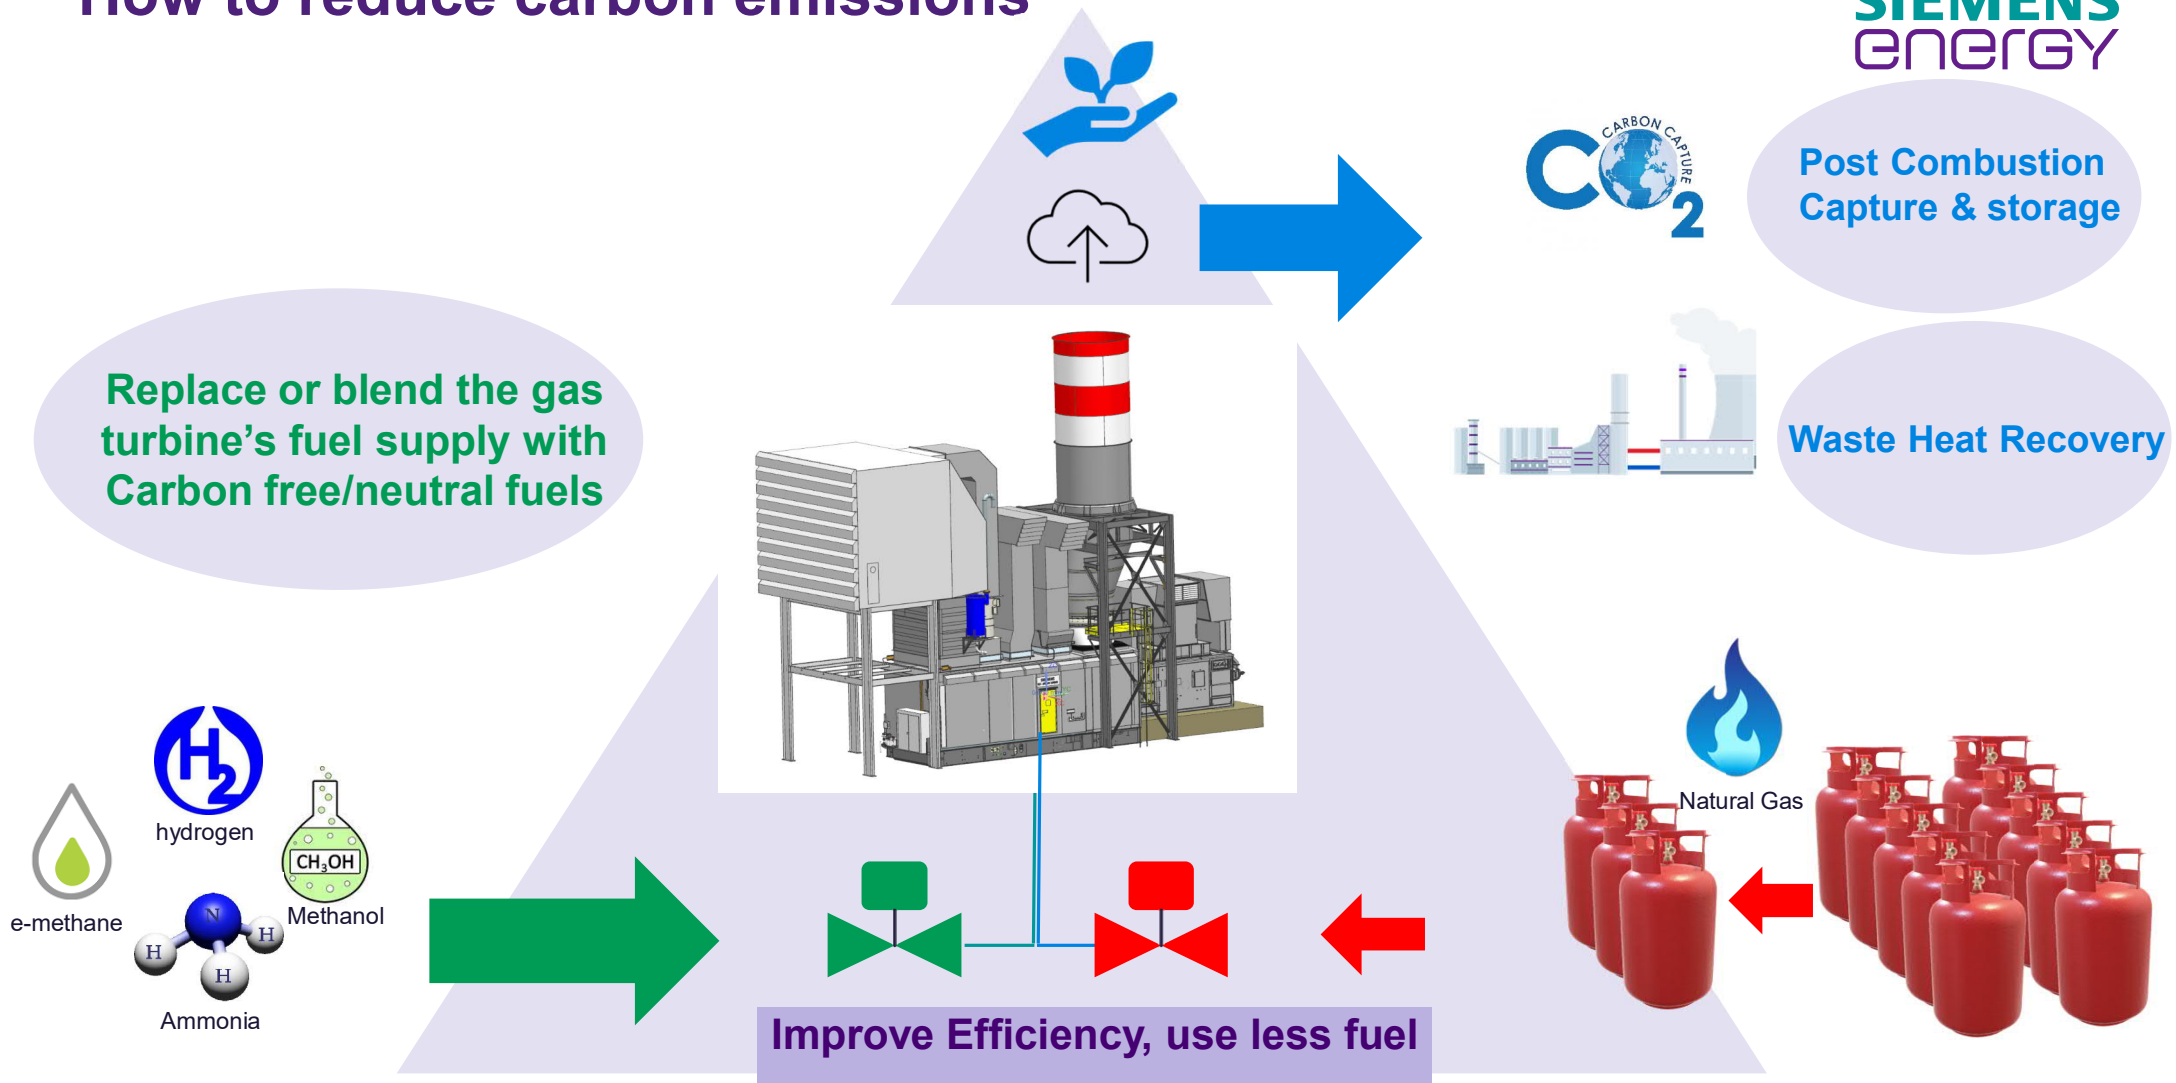 How to reduce carbon emissions
SIEMENS
energy
CARBON CAPTURE
CO2
Post Combustion
Capture & storage
Replace or blend the gas
turbine’s fuel supply with
Carbon free/neutral fuels
Waste Heat Recovery
H2
hydrogen
CH3OH
Methanol
e-methane
N
H
H
H
Ammonia
Natural Gas
Improve Efficiency, use less fuel